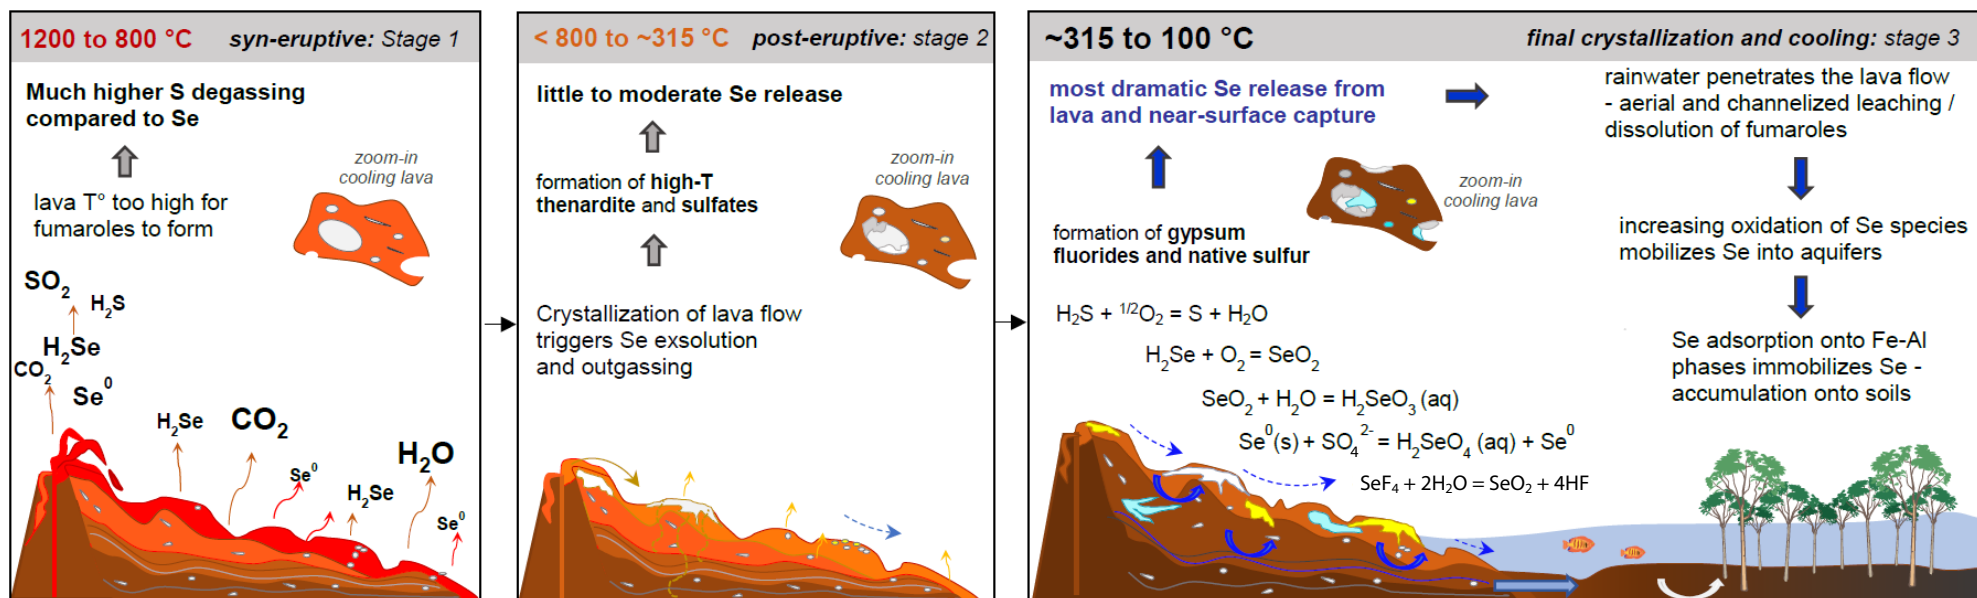 1200 to 800 °C syn-eruptive: Stage 1
Much higher S degassing
compared to Se
lava T° too high for
fumaroles to form
zoom-in
cooling lava
SO2
H2S
H2Se
CO2
Se0
H2Se
CO2
Se0
H2Se
H2O
Se0
< 800 to ~315 °C post-eruptive: stage 2
little to moderate Se release
formation of high-T
thenardite and sulfates
zoom-in
cooling lava
Crystallization of lava flow
triggers Se exsolution
and outgassing
~315 to 100 °C final crystallization and cooling: stage 3
most dramatic Se release from
lava and near-surface capture
formation of gypsum
fluorides and native sulfur
zoom-in
cooling lava
H2S + 1/2O2 = S + H2O
H2Se + O2 = SeO2
SeO2 + H2O = H2SeO3 (aq)
Se0(s) + SO4 2- = H2SeO4 (aq) + Se0
SeF4 + 2H2O = SeO2 + 4HF
rainwater penetrates the lava flow
- aerial and channelized leaching /
dissolution of fumaroles
increasing oxidation of Se species
mobilizes Se into aquifers
Se adsorption onto Fe-Al
phases immobilizes Se -
accumulation onto soils